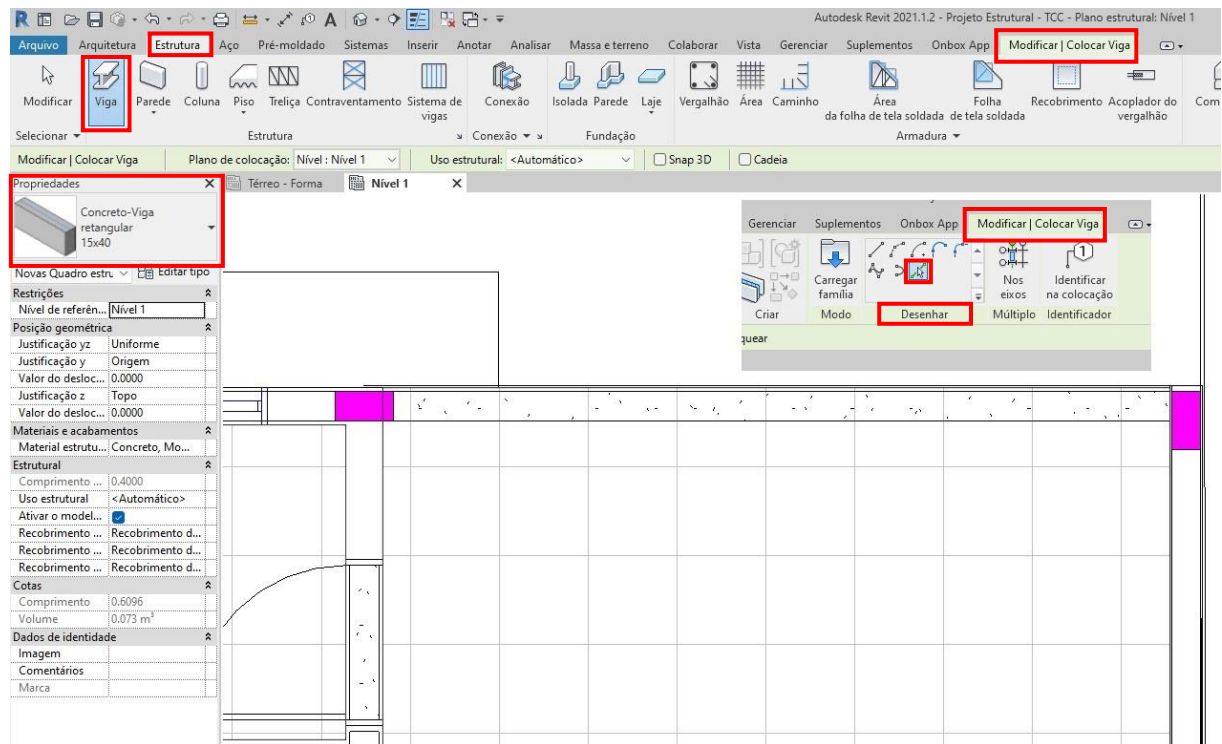 Autodesk Revit 2021.1.2 - Projeto Estrutural - TCC - Plano estrutural: Nível 1
Arquivo Arquitetura Estrutura Aço Pré-moldado Sistemas Inserir Anotar Analisar Massa e terreno Colaborar Vista Gerenciar Suplementos Onbox App Modificar | Colocar Viga
Modificar Viga Parede Coluna Piso Treliça Contraventamento Sistema de vigas Conexão Isolada Parede Laje Vergalhão Área Caminho Área da folha de tela soldada Folha de tela soldada Recobrimento Acoplador do vergalhão Com
Selecionar Estrutura Conexão Fundação Armadura
Modificar | Colocar Viga Plano de colocação: Nível : Nível 1 Uso estrutural: <Automático> Snap 3D Cadeia
Propriedades X Térreo - Forma Nível 1 X
Concreto-Viga
retangular
15x40
Novas Quadro estru Editar tipo
Restrições
Nível de referên... Nível 1
Posição geométrica
Justificação yz Uniforme
Justificação y Origem
Valor do desloc... 0.0000
Justificação z Topo
Valor do desloc... 0.0000
Materiais e acabamentos
Material estrutu... Concreto, Mo...
Estrutural
Comprimento ... 0.4000
Uso estrutural <Automático>
Ativar o model...
Recobrimento ... Recobrimento d...
Recobrimento ... Recobrimento d...
Recobrimento ... Recobrimento d...
Cotas
Comprimento 0.6096
Volume 0.073 m³
Dados de identidade
Imagem
Comentários
Marca
Gerenciar Suplementos Onbox App Modificar | Colocar Viga
Carregar família Nos eixos Identificar na colocação
Criar Modo Desenhar Múltiplo Identificador
quear